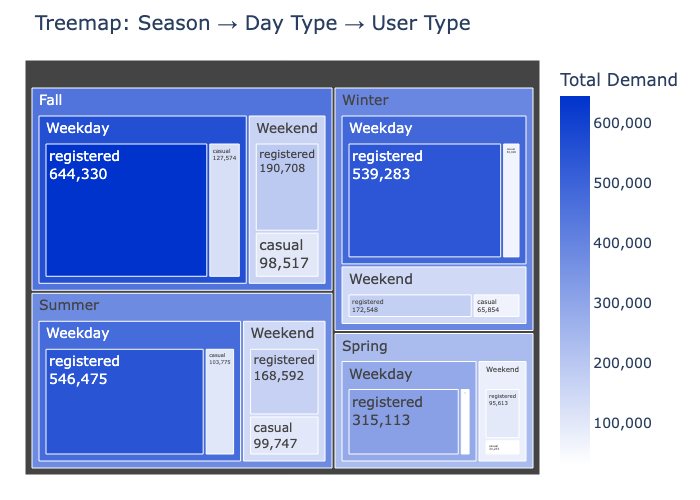 Treemap: Season → Day Type → User Type
Total Demand
600,000
500,000
400,000
300,000
200,000
100,000
Fall
Weekday
registered
644,330
casual
127,574
Weekend
registered
190,708
casual
98,517
Summer
Weekday
registered
546,475
casual
103,775
Weekend
registered
168,592
casual
99,747
Winter
Weekday
registered
539,283
Weekend
registered
172,548
casual
65,854
Spring
Weekday
registered
315,113
Weekend
registered
95,613